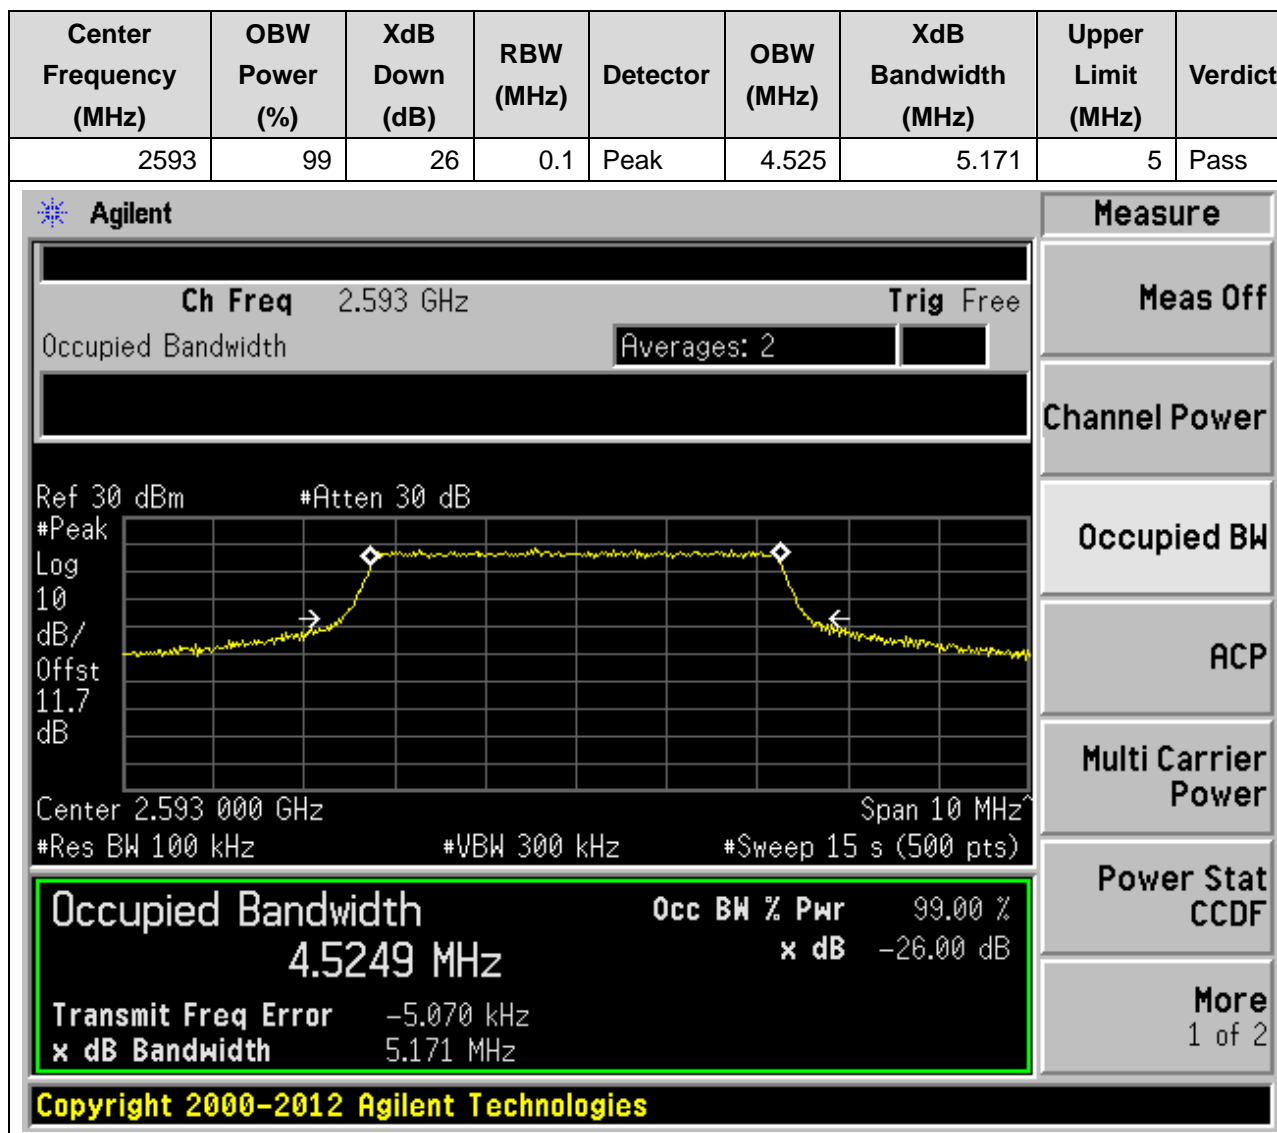 Center Frequency (MHz) OBW Power (%) XdB Down (dB) RBW (MHz) Detector OBW (MHz) XdB Bandwidth (MHz) Upper Limit (MHz) Verdict
2593 99 26 0.1 Peak 4.525 5.171 5 Pass
Agilent
Measure
Ch Freq 2.593 GHz Trig Free
Meas Off
Occupied Bandwidth Averages: 2
Channel Power
Ref 30 dBm #Atten 30 dB
#Peak
Log
10
dB/
Offst
11.7
dB
Occupied BW
ACP
Multi Carrier
Power
Center 2.593 000 GHz Span 10 MHz^
#Res BW 100 kHz #VBW 300 kHz #Sweep 15 s (500 pts)
Power Stat
CCDF
Occupied Bandwidth Occ BW % Pwr 99.00 %
4.5249 MHz x dB -26.00 dB
Transmit Freq Error -5.070 kHz
x dB Bandwidth 5.171 MHz
More
1 of 2
Copyright 2000-2012 Agilent Technologies